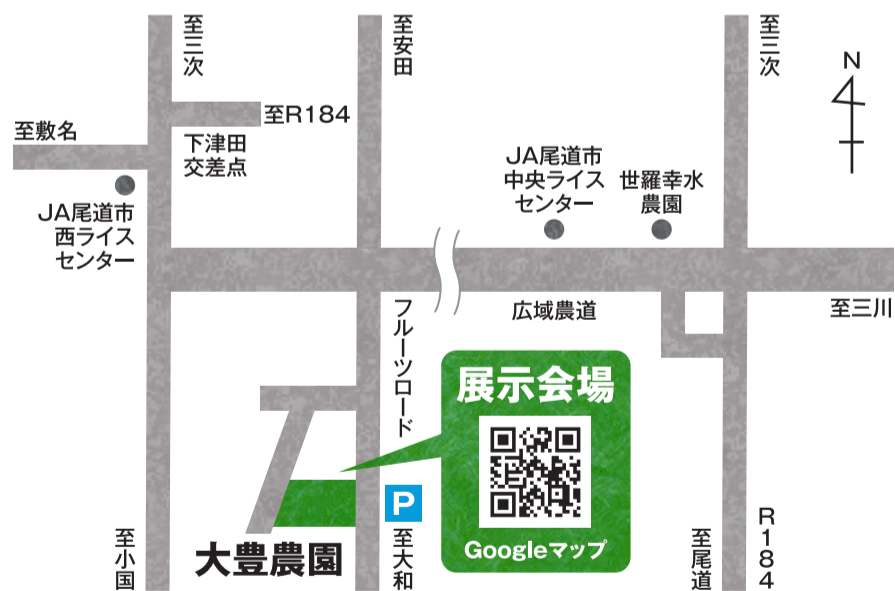 至三次
至安田
至三次
N
至R184
至敷名
下津田
交差点
JA尾道市
西ライス
センター
JA尾道市
中央ライス
センター
世羅幸水
農園
広域農道
至三川
フルーツロード
展示会場
Googleマップ
P
大豊農園
至小国
至大和
至尾道
R184